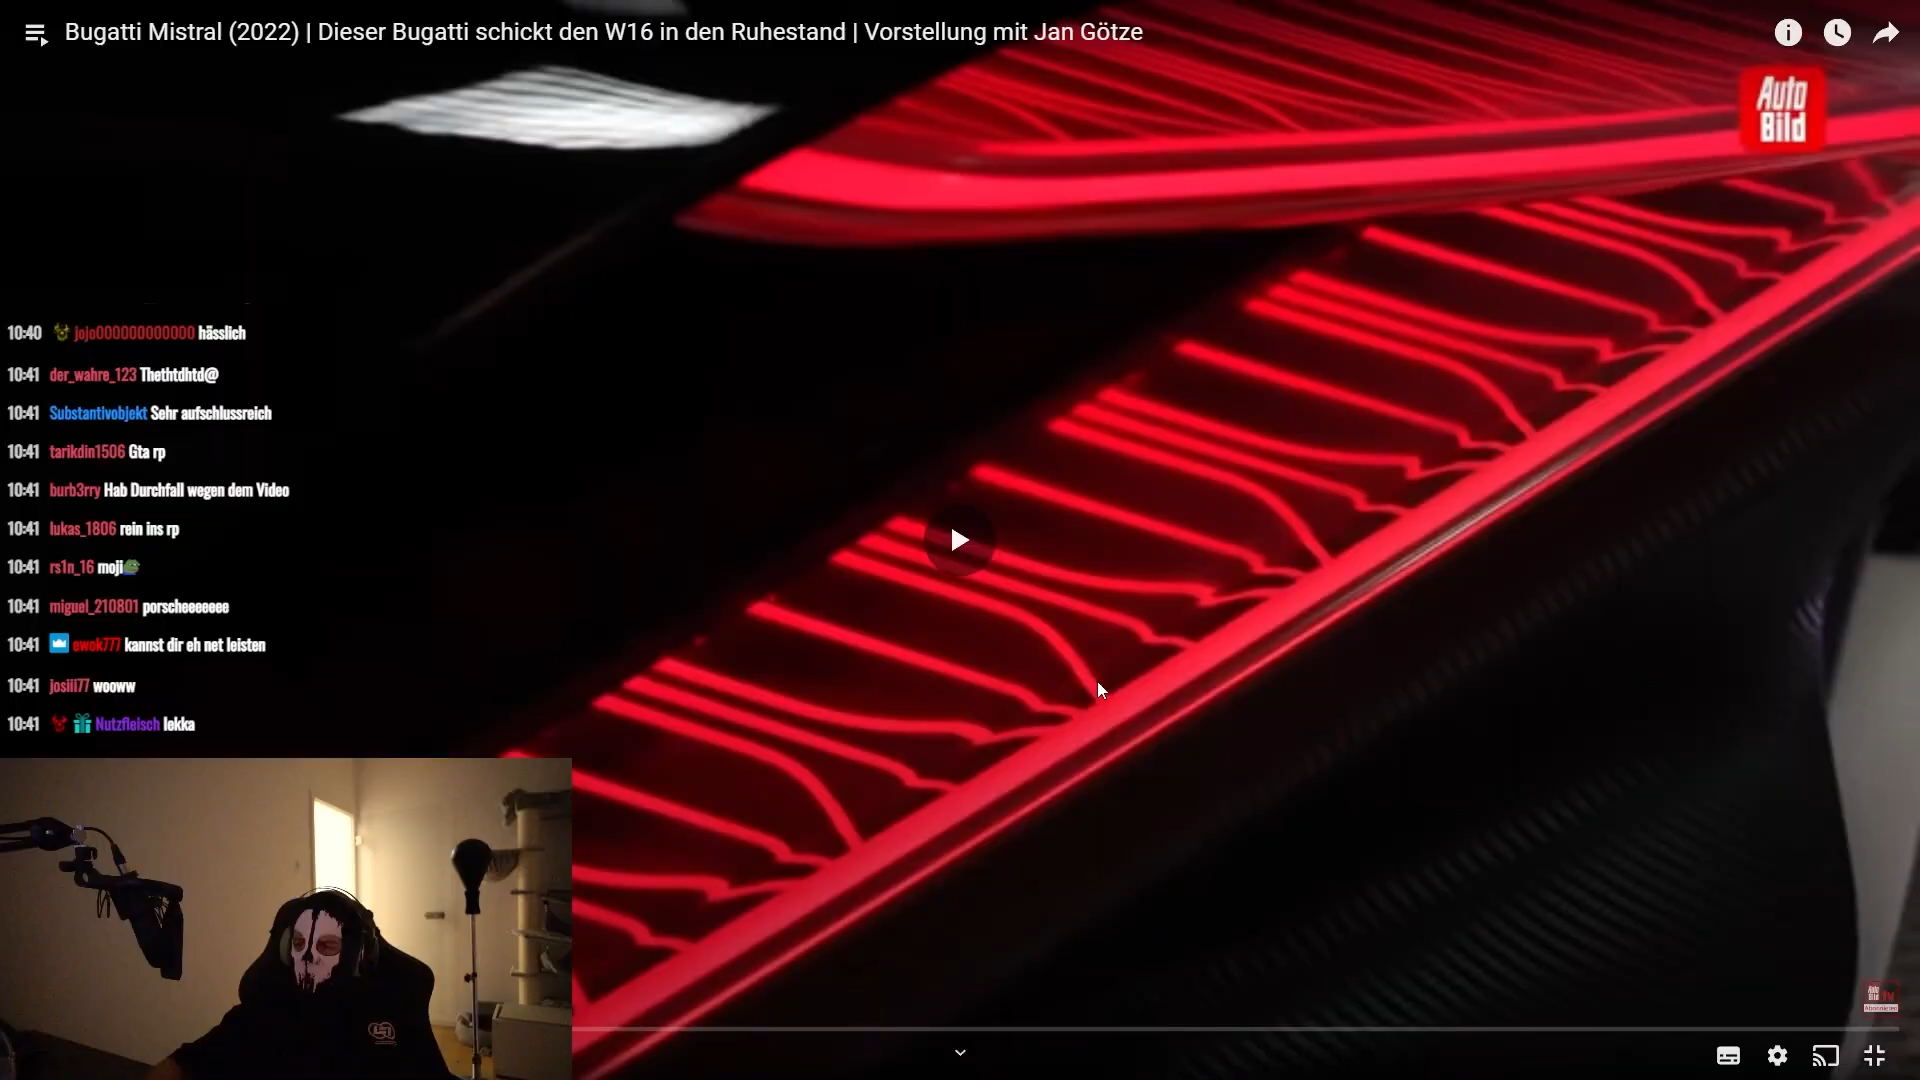 Bugatti Mistral (2022) | Dieser Bugatti schickt den W16 in den Ruhestand | Vorstellung mit Jan Götze
Auto
Bild
10:40 jojo000000000000 hässlich
10:41 der_wahre_123 Thethtdhtd@
10:41 Substantivobjekt Sehr aufschlussreich
10:41 tarikdin1506 Gta rp
10:41 burb3rry Hab Durchfall wegen dem Video
10:41 lukas_1806 rein ins rp
10:41 rs1n_16 moji
10:41 miguel_210801 porscheeeeeee
10:41 ewok777 kannst dir eh net leisten
10:41 josiil77 wooww
10:41 Nutzfleisch lekka
Auto
Bild